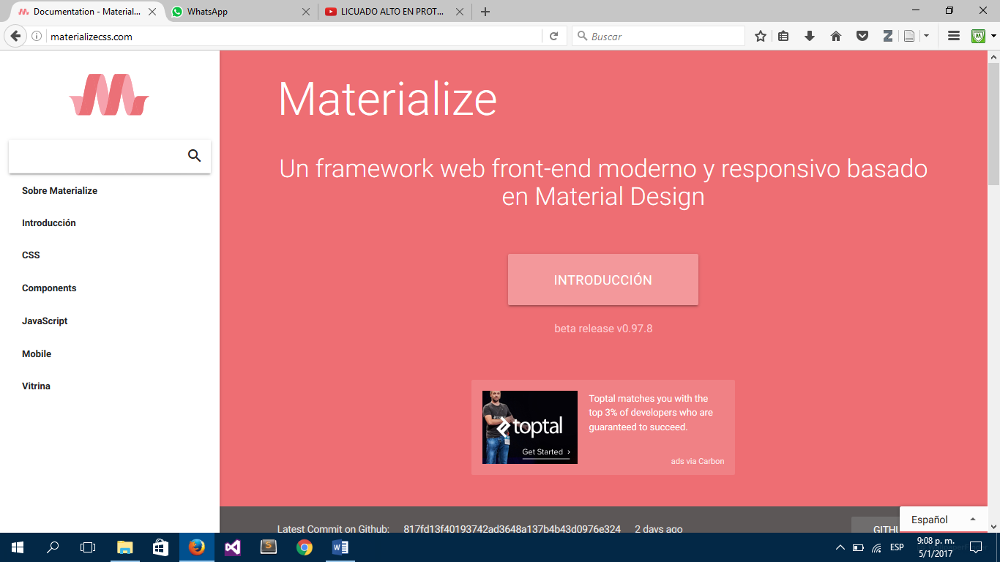 Documentation - Material...
WhatsApp
LICUADO ALTO EN PROT...
materializecss.com
Buscar
Sobre Materialize
Introducción
CSS
Components
JavaScript
Mobile
Vitrina
Materialize
Un framework web front-end moderno y responsivo basado
en Material Design
INTRODUCCIÓN
beta release v0.97.8
toptal
Get Started ›
Toptal matches you with the
top 3% of developers who are
guaranteed to succeed.
ads via Carbon
Latest Commit on Github: 817fd13f40193742ad3648a137b4b43d0976e324 2 days ago
GITHU
Español
ESP
9:08 p. m.
5/1/2017